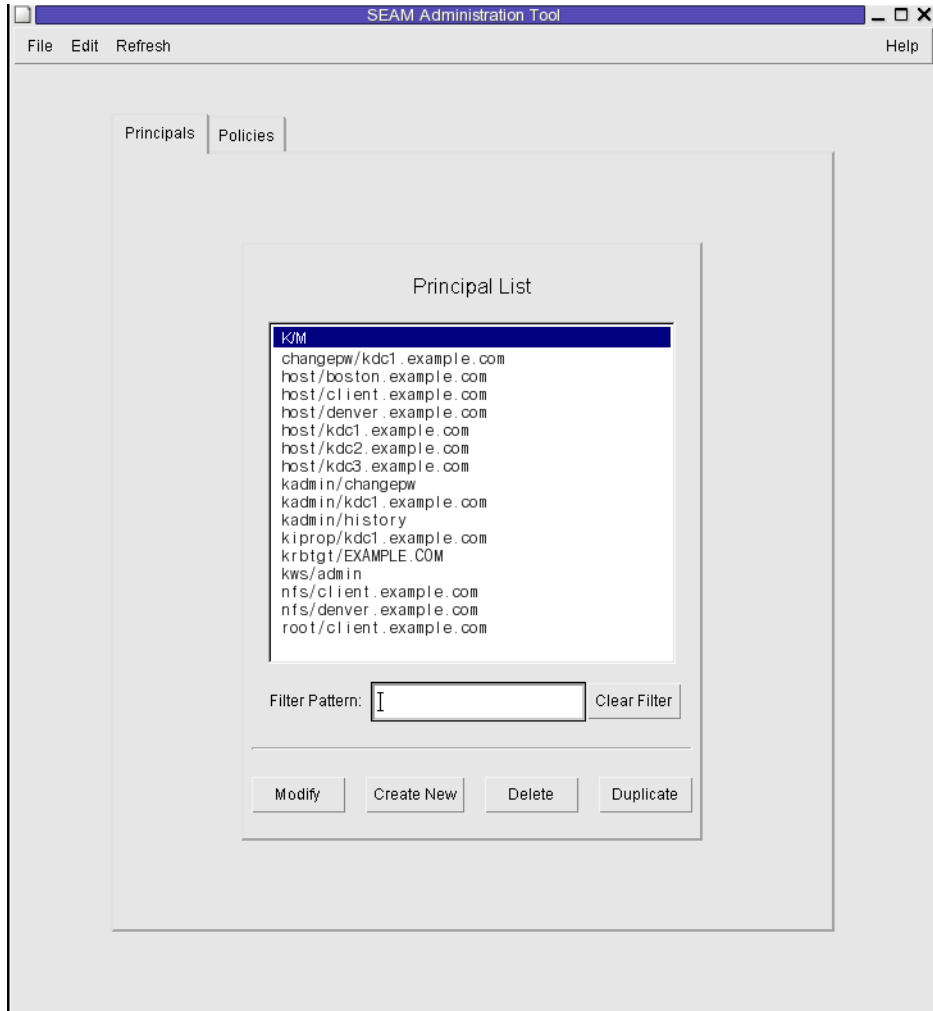 SEAM Administration Tool
File Edit Refresh Help
Principals Policies
Principal List
K/M
changepw/kdc1.example.com
host/boston.example.com
host/client.example.com
host/denver.example.com
host/kdc1.example.com
host/kdc2.example.com
host/kdc3.example.com
kadmin/changepw
kadmin/kdc1.example.com
kadmin/history
kiprop/kdc1.example.com
krbtgt/EXAMPLE.COM
kws/admin
nfs/client.example.com
nfs/denver.example.com
root/client.example.com
Filter Pattern: Clear Filter
Modify Create New Delete Duplicate